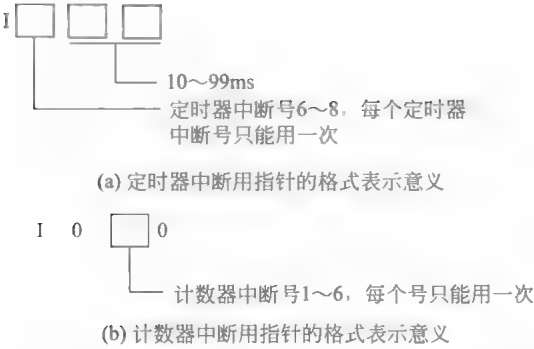 I
10～99ms
定时器中断号6～8，每个定时器
中断号只能用一次
(a) 定时器中断用指针的格式表示意义
I 0 0
计数器中断号1～6，每个号只能用一次
(b) 计数器中断用指针的格式表示意义